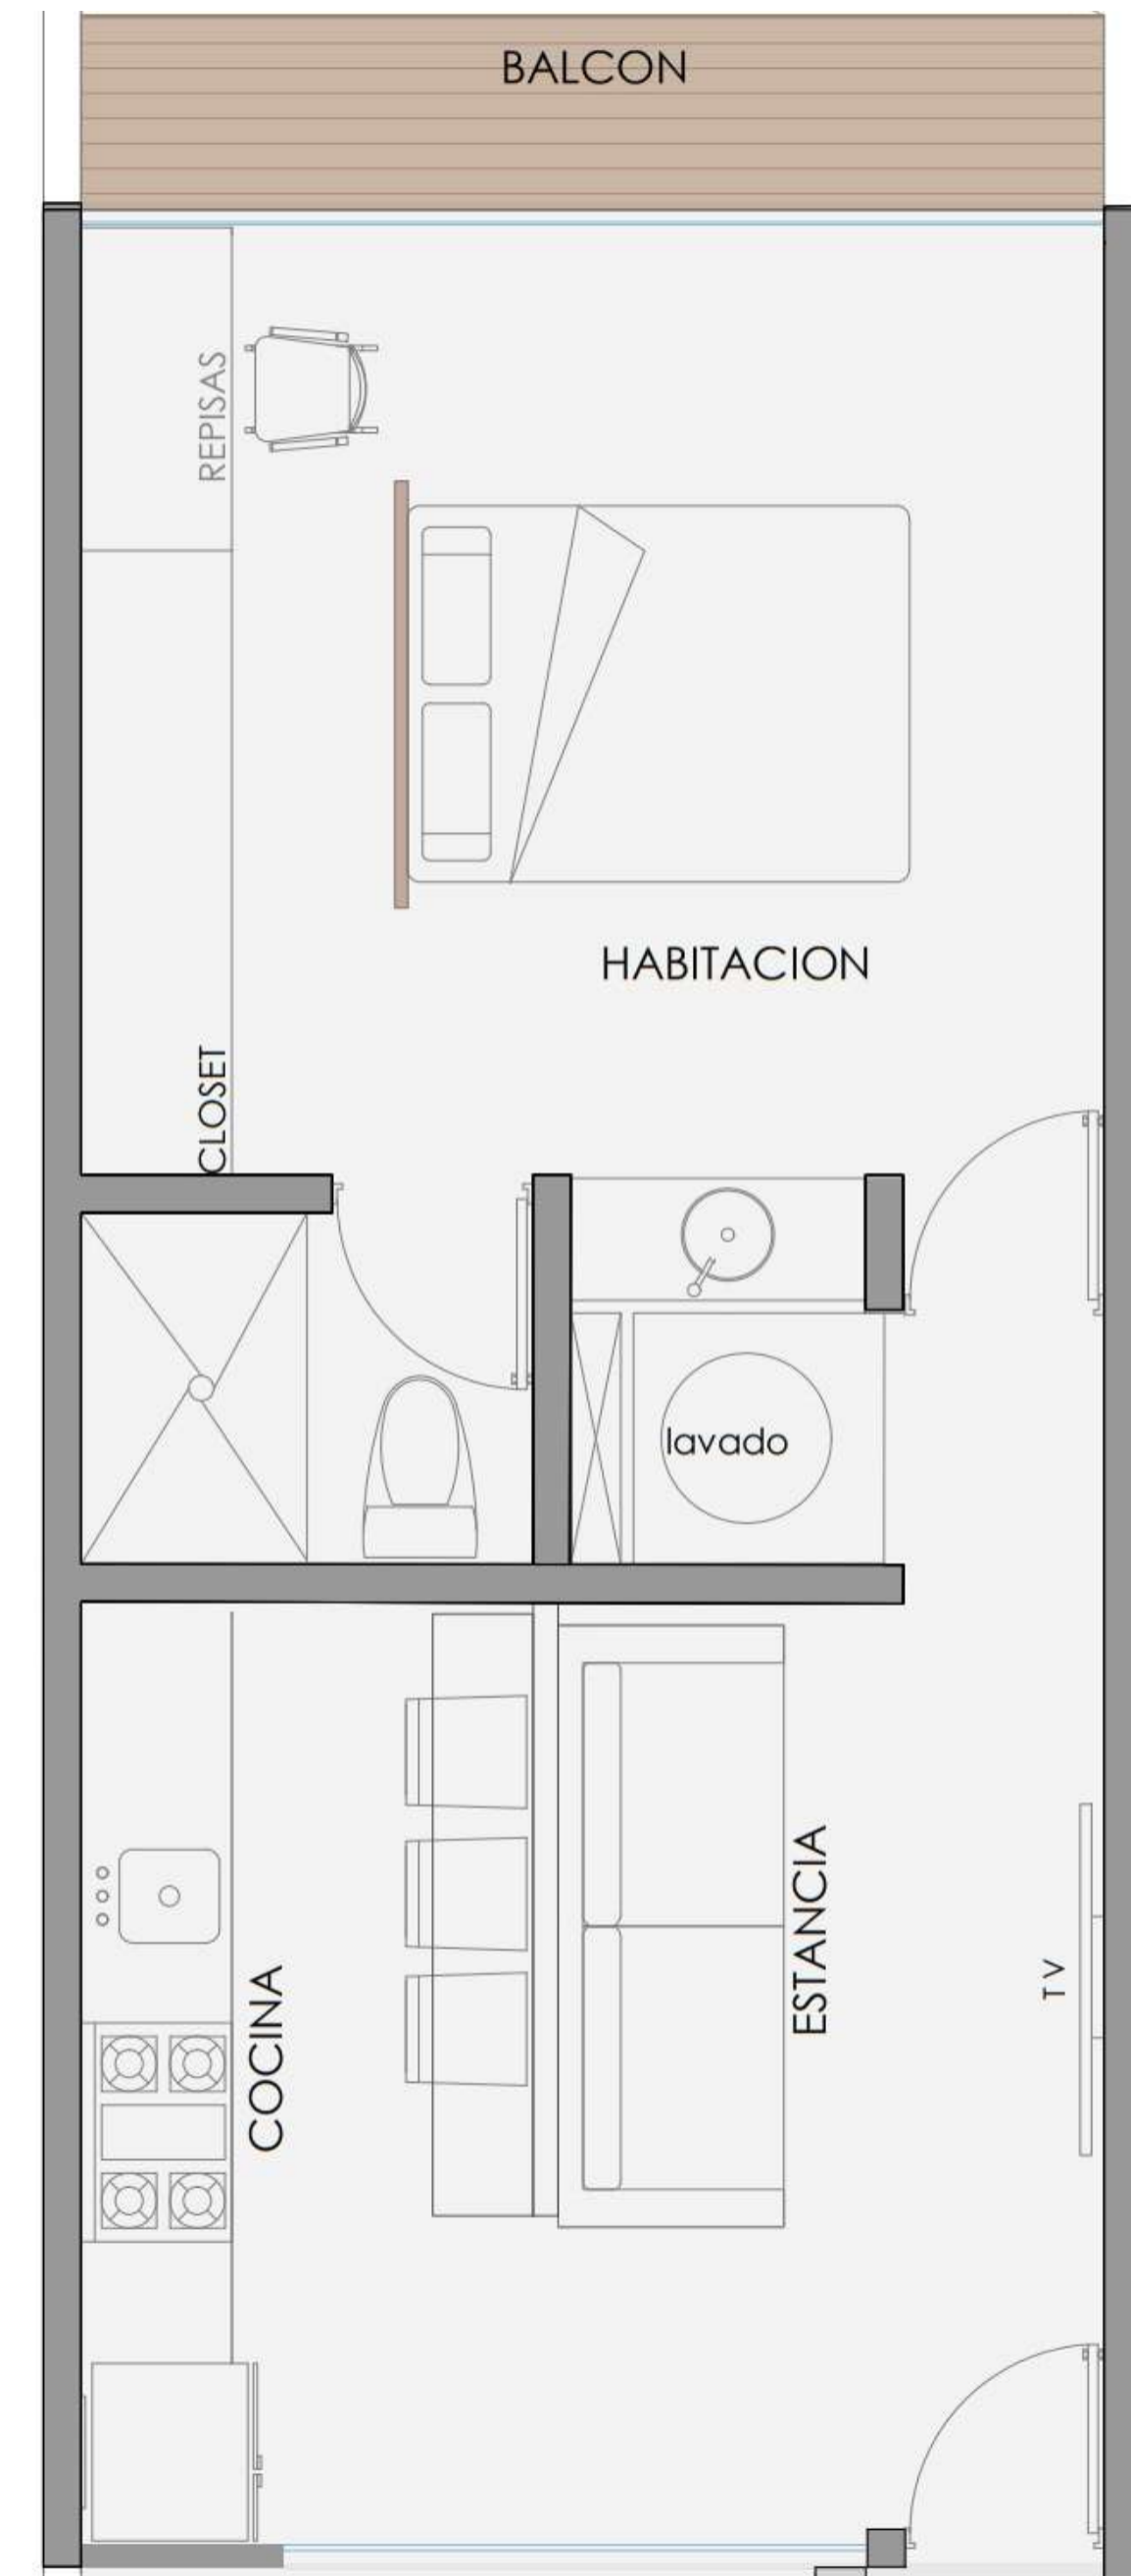 BALCON
REPISAS
HABITACION
CLOSET
lavado
ESTANCIA
TV
COCINA